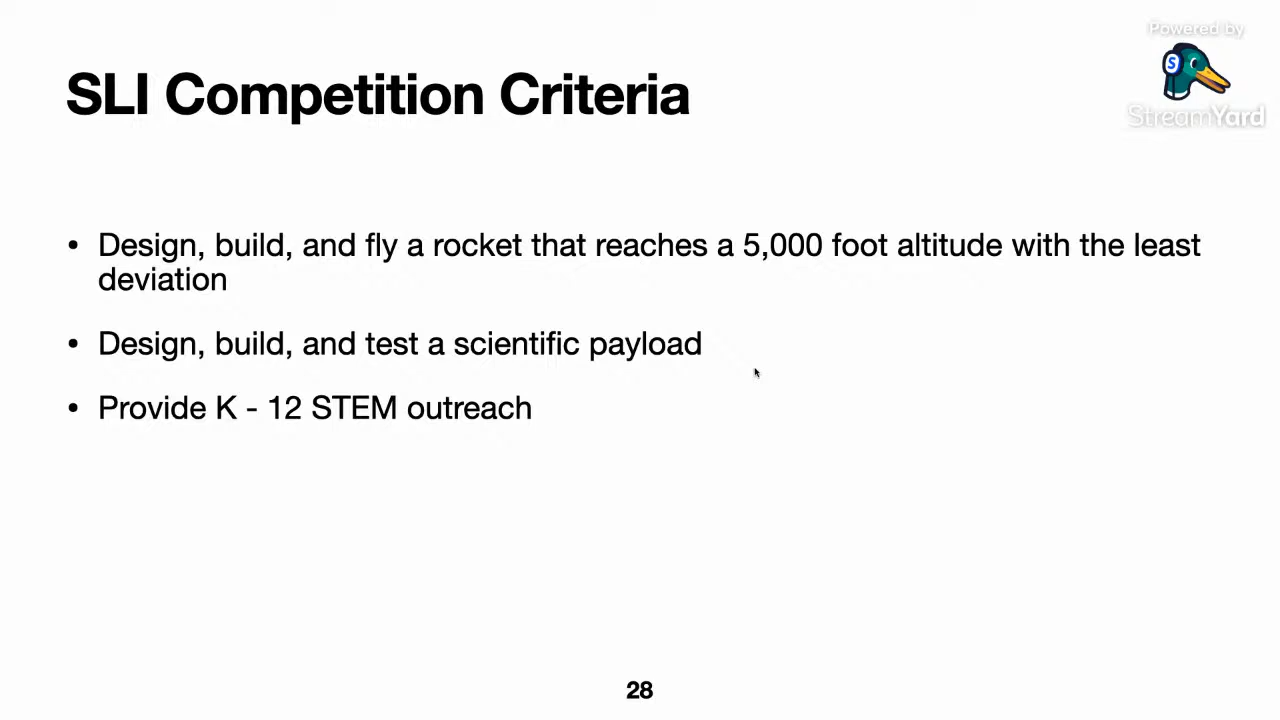 Powered by
S
StreamYard
SLI Competition Criteria
• Design, build, and fly a rocket that reaches a 5,000 foot altitude with the least
deviation
• Design, build, and test a scientific payload
• Provide K - 12 STEM outreach
28